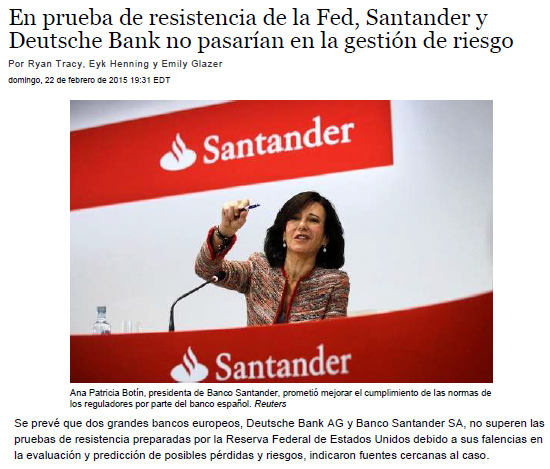 En prueba de resistencia de la Fed, Santander y
Deutsche Bank no pasarían en la gestión de riesgo
Por Ryan Tracy, Eyk Henning y Emily Glazer
domingo, 22 de febrero de 2015 19:31 EDT
Santander
Santander
Ana Patricia Botín, presidenta de Banco Santander, prometió mejorar el cumplimiento de las normas de
los reguladores por parte del banco español. Reuters
Se prevé que dos grandes bancos europeos, Deutsche Bank AG y Banco Santander SA, no superen las
pruebas de resistencia preparadas por la Reserva Federal de Estados Unidos debido a sus falencias en
la evaluación y predicción de posibles pérdidas y riesgos, indicaron fuentes cercanas al caso.